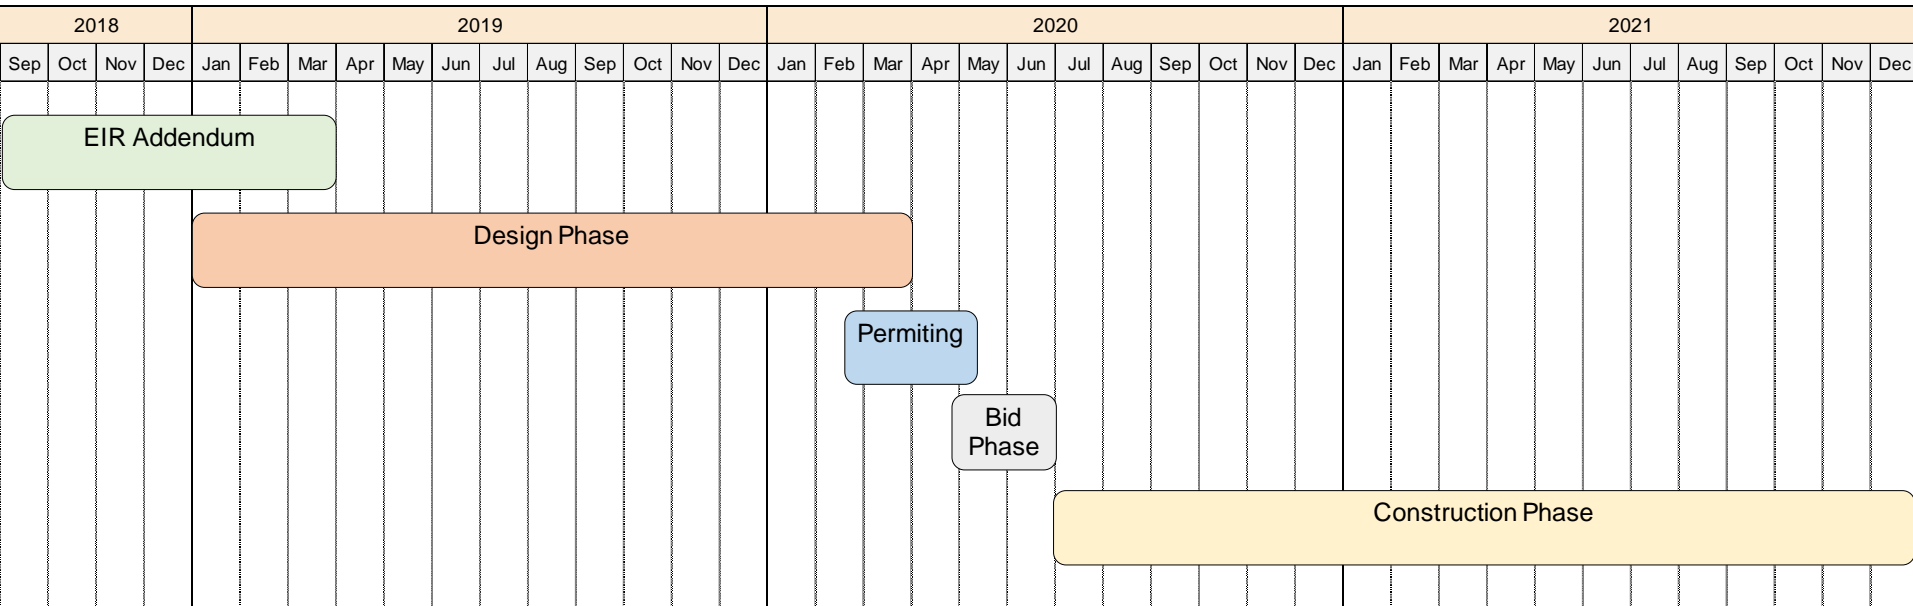 2018 2019 2020 2021
Sep Oct Nov Dec Jan Feb Mar Apr May Jun Jul Aug Sep Oct Nov Dec Jan Feb Mar Apr May Jun Jul Aug Sep Oct Nov Dec Jan Feb Mar Apr May Jun Jul Aug Sep Oct Nov Dec
EIR Addendum
Design Phase
Permiting
Bid
Phase
Construction Phase